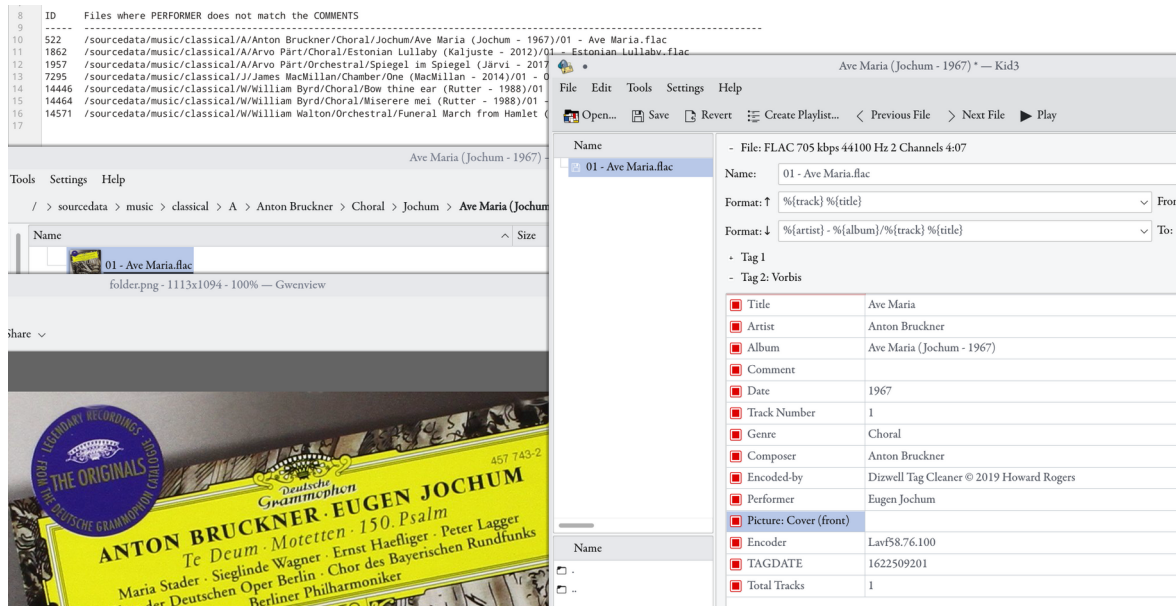 8 ID Files where PERFORMER does not match the COMMENTS
9 ----- --------------------------------------------------------------------------------------------------------
10 522 /sourcedata/music/classical/A/Anton Bruckner/Choral/Jochum/Ave Maria (Jochum - 1967)/01 - Ave Maria.flac
11 1862 /sourcedata/music/classical/A/Arvo Pärt/Choral/Estonian Lullaby (Kaljuste - 2012)/01 - Estonian Lullaby.flac
12 1957 /sourcedata/music/classical/A/Arvo Pärt/Orchestral/Spiegel im Spiegel (Järvi - 2017
13 7295 /sourcedata/music/classical/J/James MacMillan/Chamber/One (MacMillan - 2014)/01 - O
14 14446 /sourcedata/music/classical/W/William Byrd/Choral/Bow thine ear (Rutter - 1988)/01
15 14464 /sourcedata/music/classical/W/William Byrd/Choral/Miserere mei (Rutter - 1988)/01 -
16 14571 /sourcedata/music/classical/W/William Walton/Orchestral/Funeral March from Hamlet (
17
Ave Maria (Jochum - 1967) -
Tools Settings Help
/ > sourcedata > music > classical > A > Anton Bruckner > Choral > Jochum > Ave Maria (Jochum
Name Size
01 - Ave Maria.flac
folder.png - 1113x1094 - 100% — Gwenview
Share
LEGENDARY RECORDINGS
THE ORIGINALS
FROM THE DEUTSCHE GRAMMOPHON CATALOGUE
457 743-2
Deutsche
Grammophon
ANTON BRUCKNER · EUGEN JOCHUM
Te Deum · Motetten · 150. Psalm
Maria Stader · Sieglinde Wagner · Ernst Haefliger · Peter Lagger
der Deutschen Oper Berlin · Chor des Bayerischen Rundfunks
Berliner Philharmoniker
Ave Maria (Jochum - 1967) * — Kid3
File Edit Tools Settings Help
Open... Save Revert Create Playlist... Previous File Next File Play
Name
01 - Ave Maria.flac
Name
.
..
- File: FLAC 705 kbps 44100 Hz 2 Channels 4:07
Name: 01 - Ave Maria.flac
Format: ↑ %{track} %{title} From
Format: ↓ %{artist} - %{album}/%{track} %{title} To:
+ Tag 1
- Tag 2: Vorbis
Title Ave Maria
Artist Anton Bruckner
Album Ave Maria (Jochum - 1967)
Comment
Date 1967
Track Number 1
Genre Choral
Composer Anton Bruckner
Encoded-by Dizwell Tag Cleaner © 2019 Howard Rogers
Performer Eugen Jochum
Picture: Cover (front)
Encoder Lavf58.76.100
TAGDATE 1622509201
Total Tracks 1